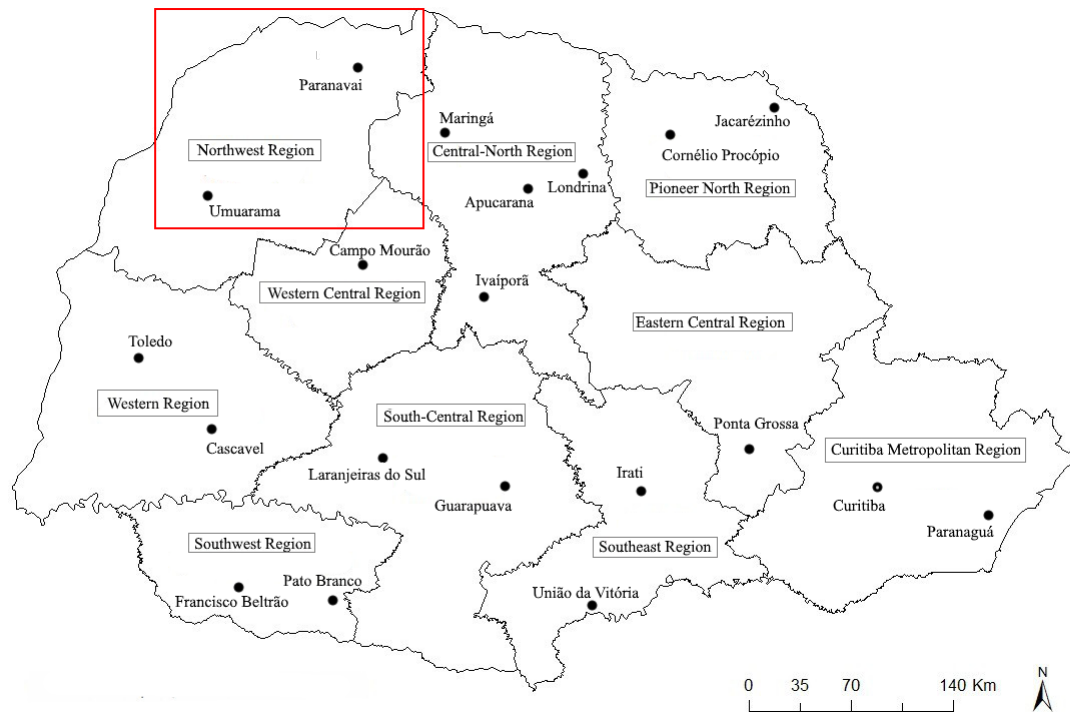 Paranavai
Jacarézinho
Maringá
Cornélio Procópio
Northwest Region
Central-North Region
Londrina
Pioneer North Region
Apucarana
Umuarama
Campo Mourão
Ivaíporã
Western Central Region
Eastern Central Region
Toledo
Western Region
South-Central Region
Ponta Grossa
Cascavel
Curitiba Metropolitan Region
Laranjeiras do Sul
Irati
Guarapuava
Curitiba
Paranaguá
Southwest Region
Southeast Region
Pato Branco
União da Vitória
Francisco Beltrão
N
0 35 70 140 Km